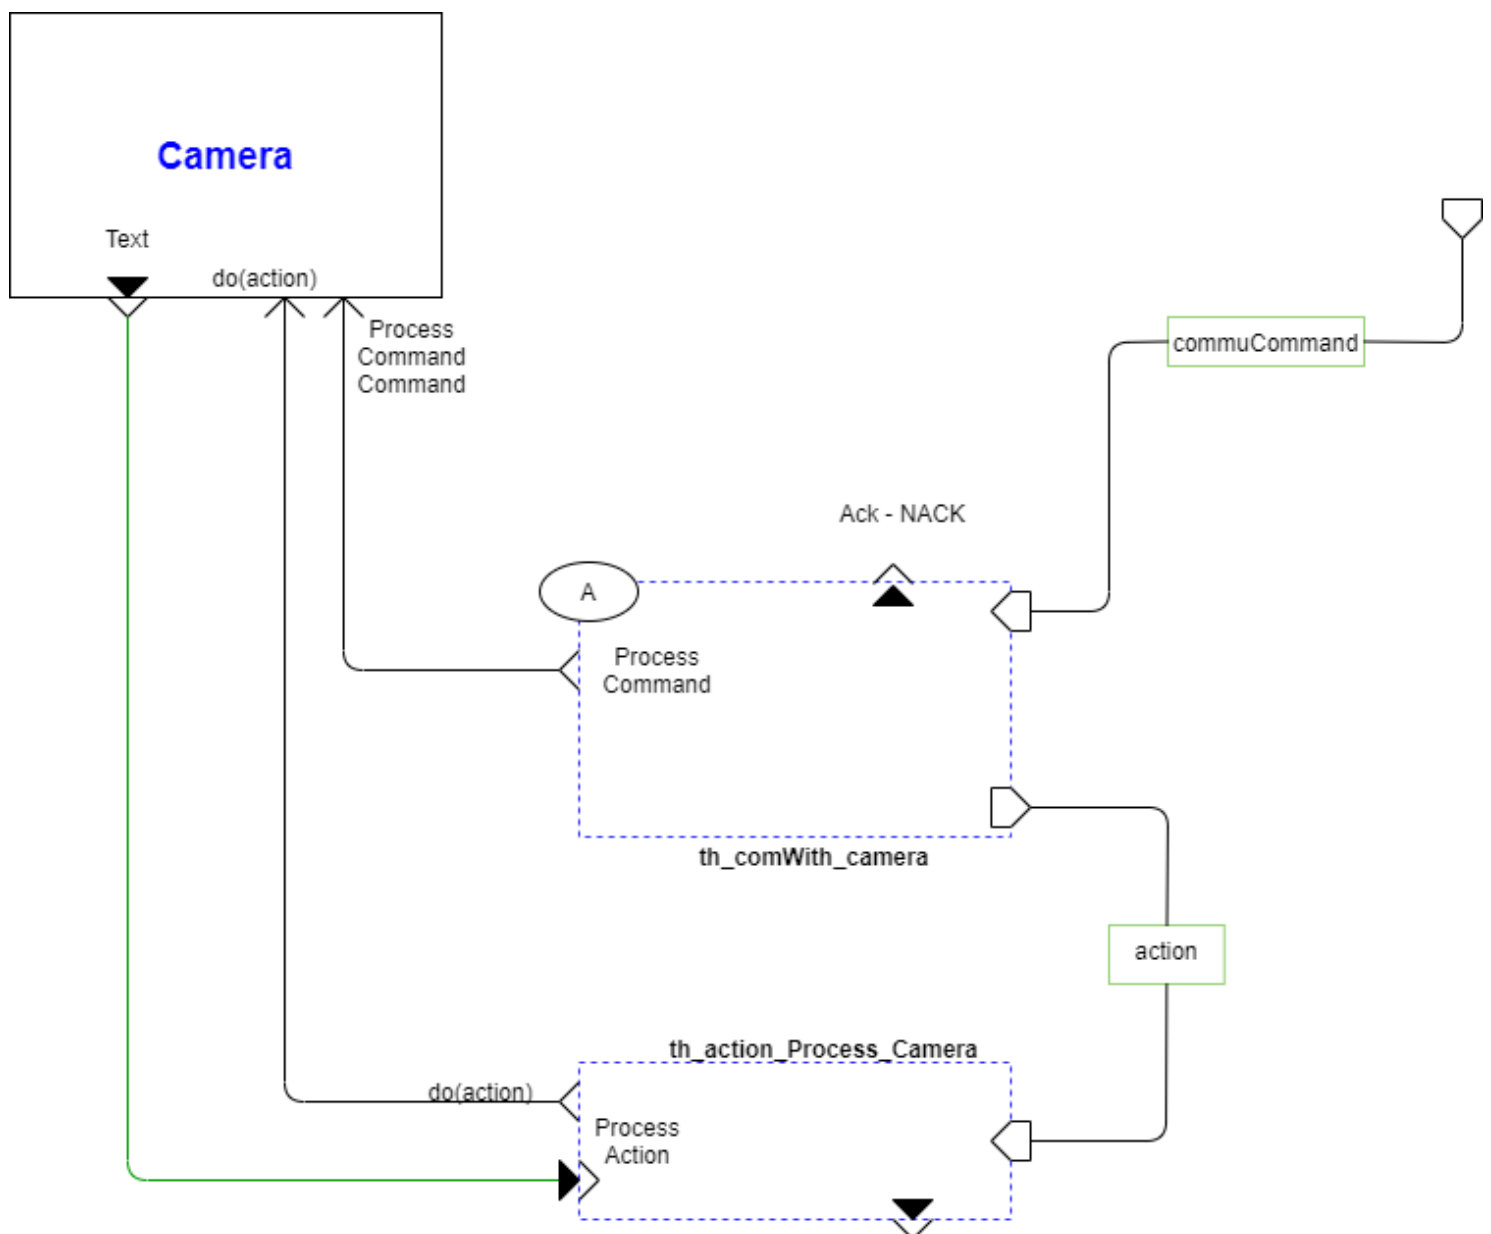 Camera
Text
do(action)
Process
Command
Command
commuCommand
Ack - NACK
A
Process
Command
th_comWith_camera
action
th_action_Process_Camera
do(action)
Process
Action